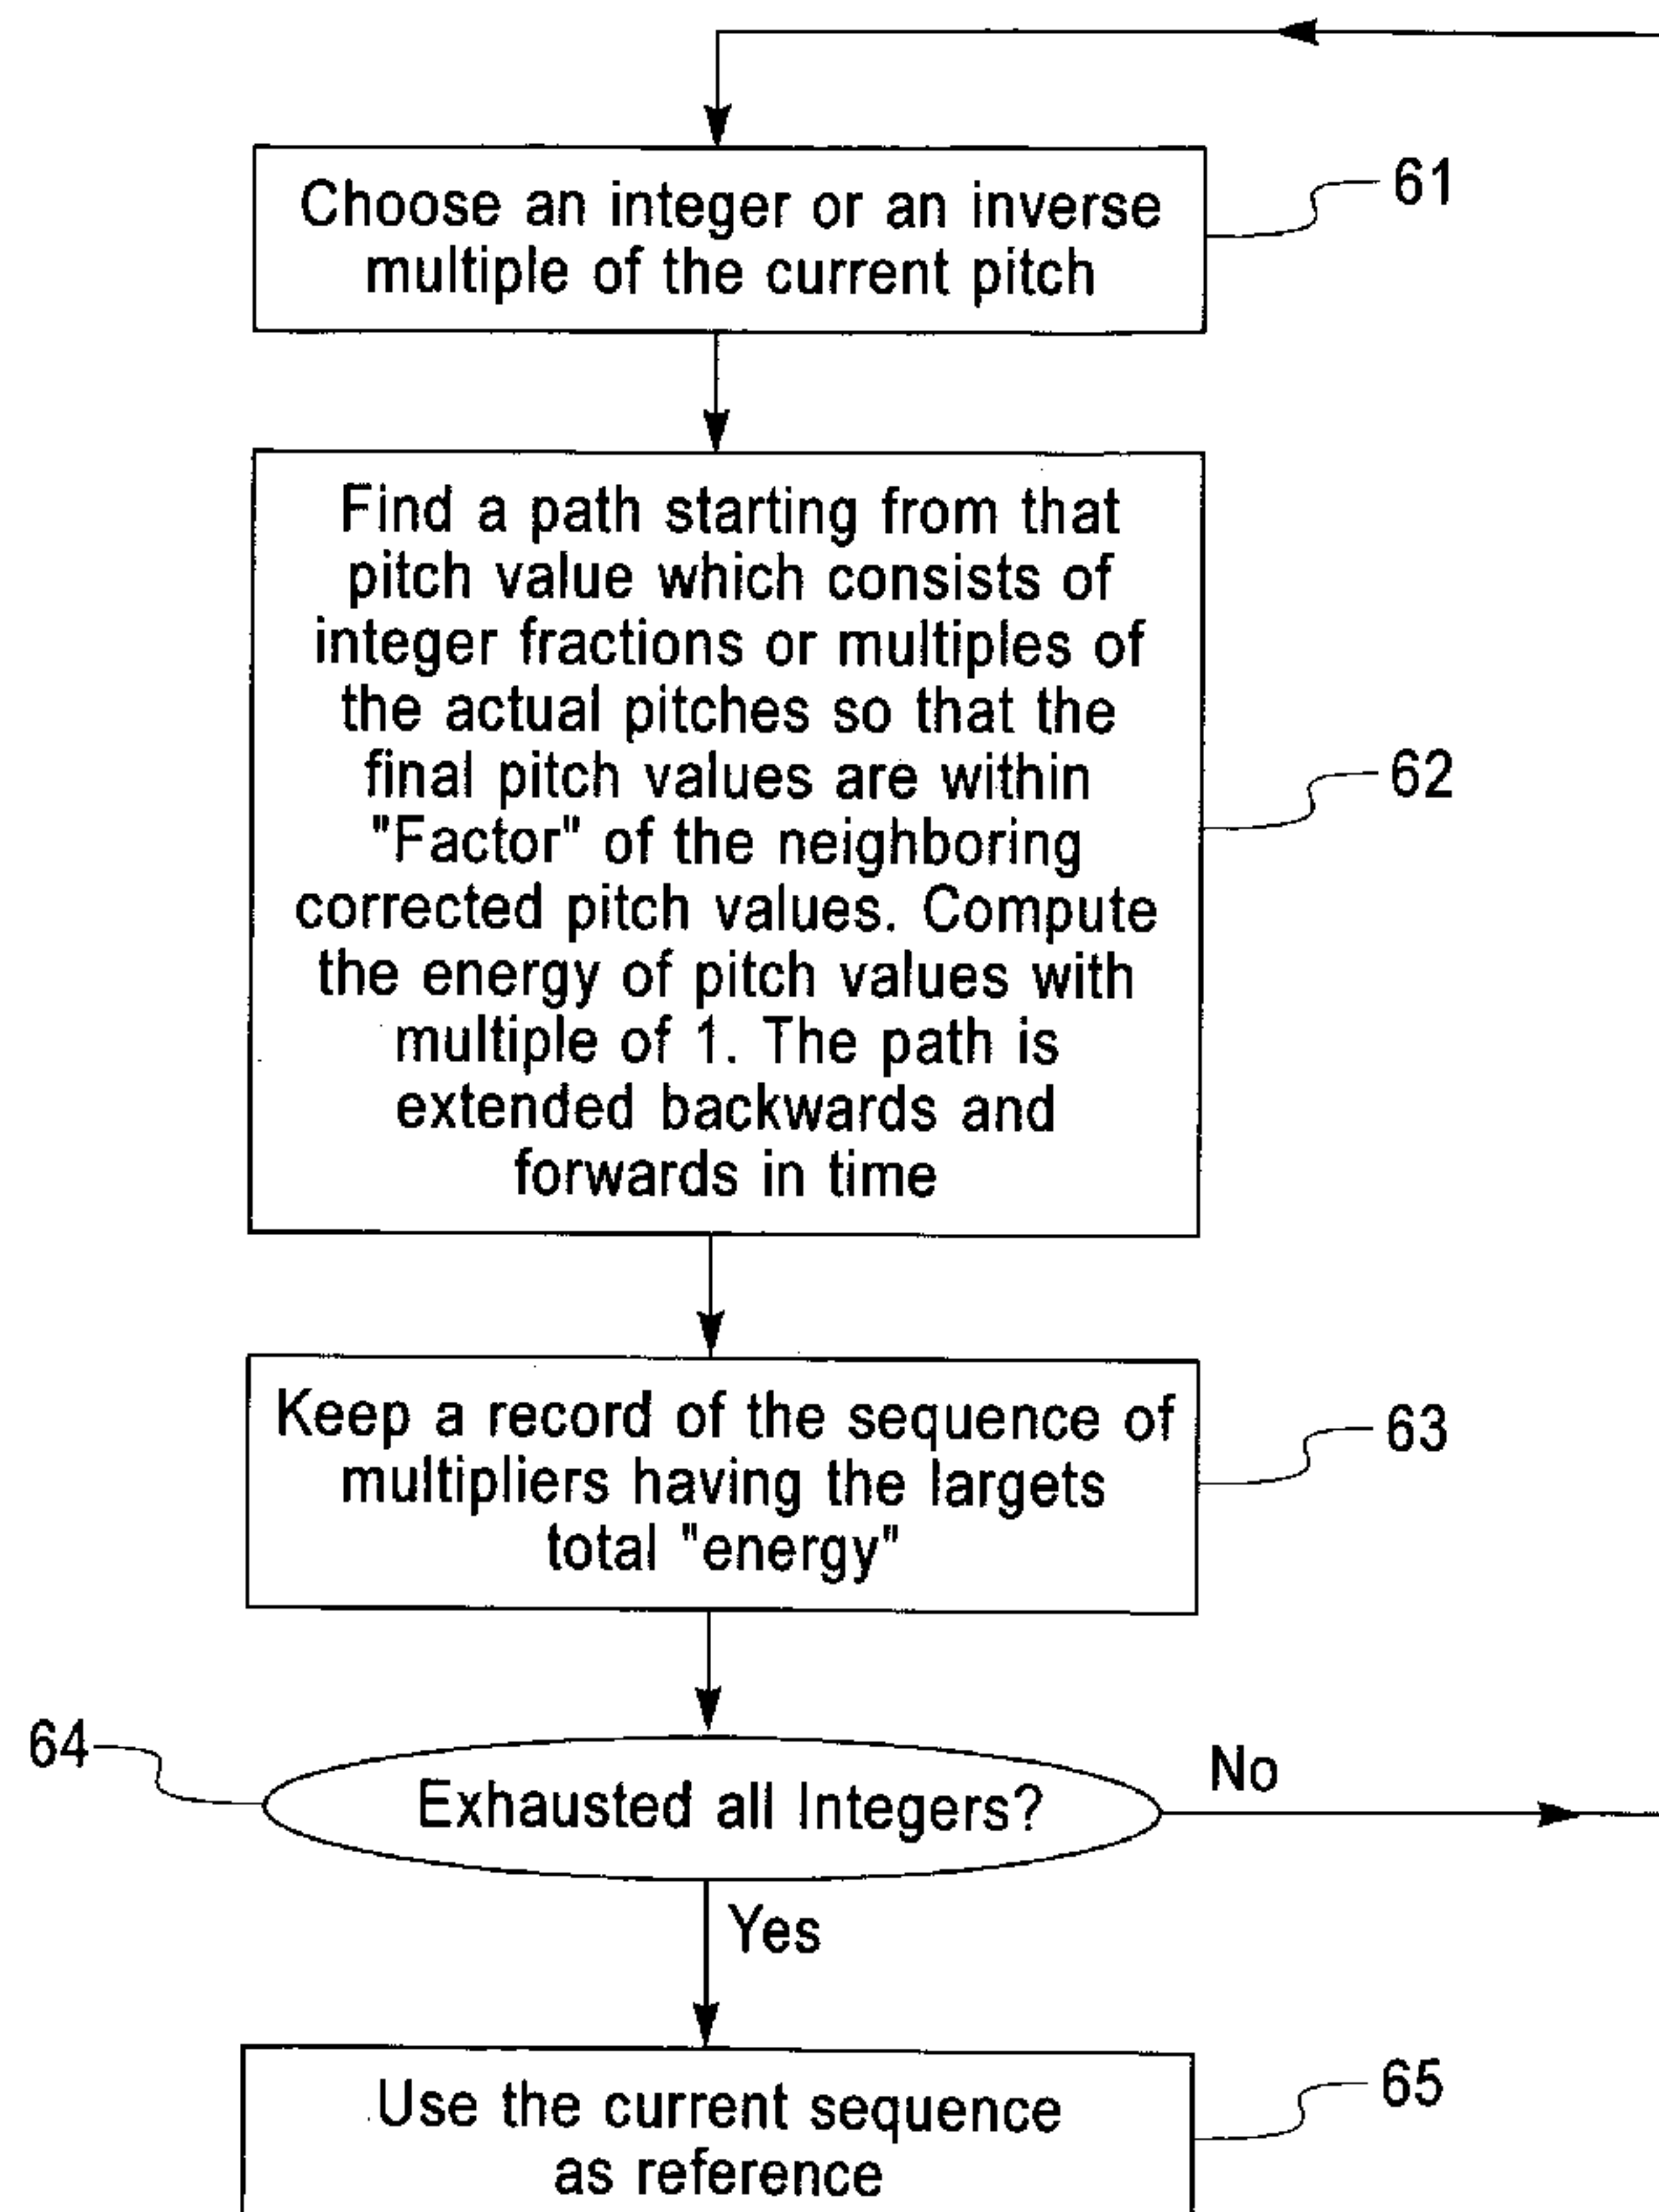 Choose an integer or an inverse
multiple of the current pitch
61
Find a path starting from that
pitch value which consists of
integer fractions or multiples of
the actual pitches so that the
final pitch values are within
"Factor" of the neighboring
corrected pitch values. Compute
the energy of pitch values with
multiple of 1. The path is
extended backwards and
forwards in time
62
Keep a record of the sequence of
multipliers having the largets
total "energy"
63
64
Exhausted all Integers?
No
Yes
Use the current sequence
as reference
65